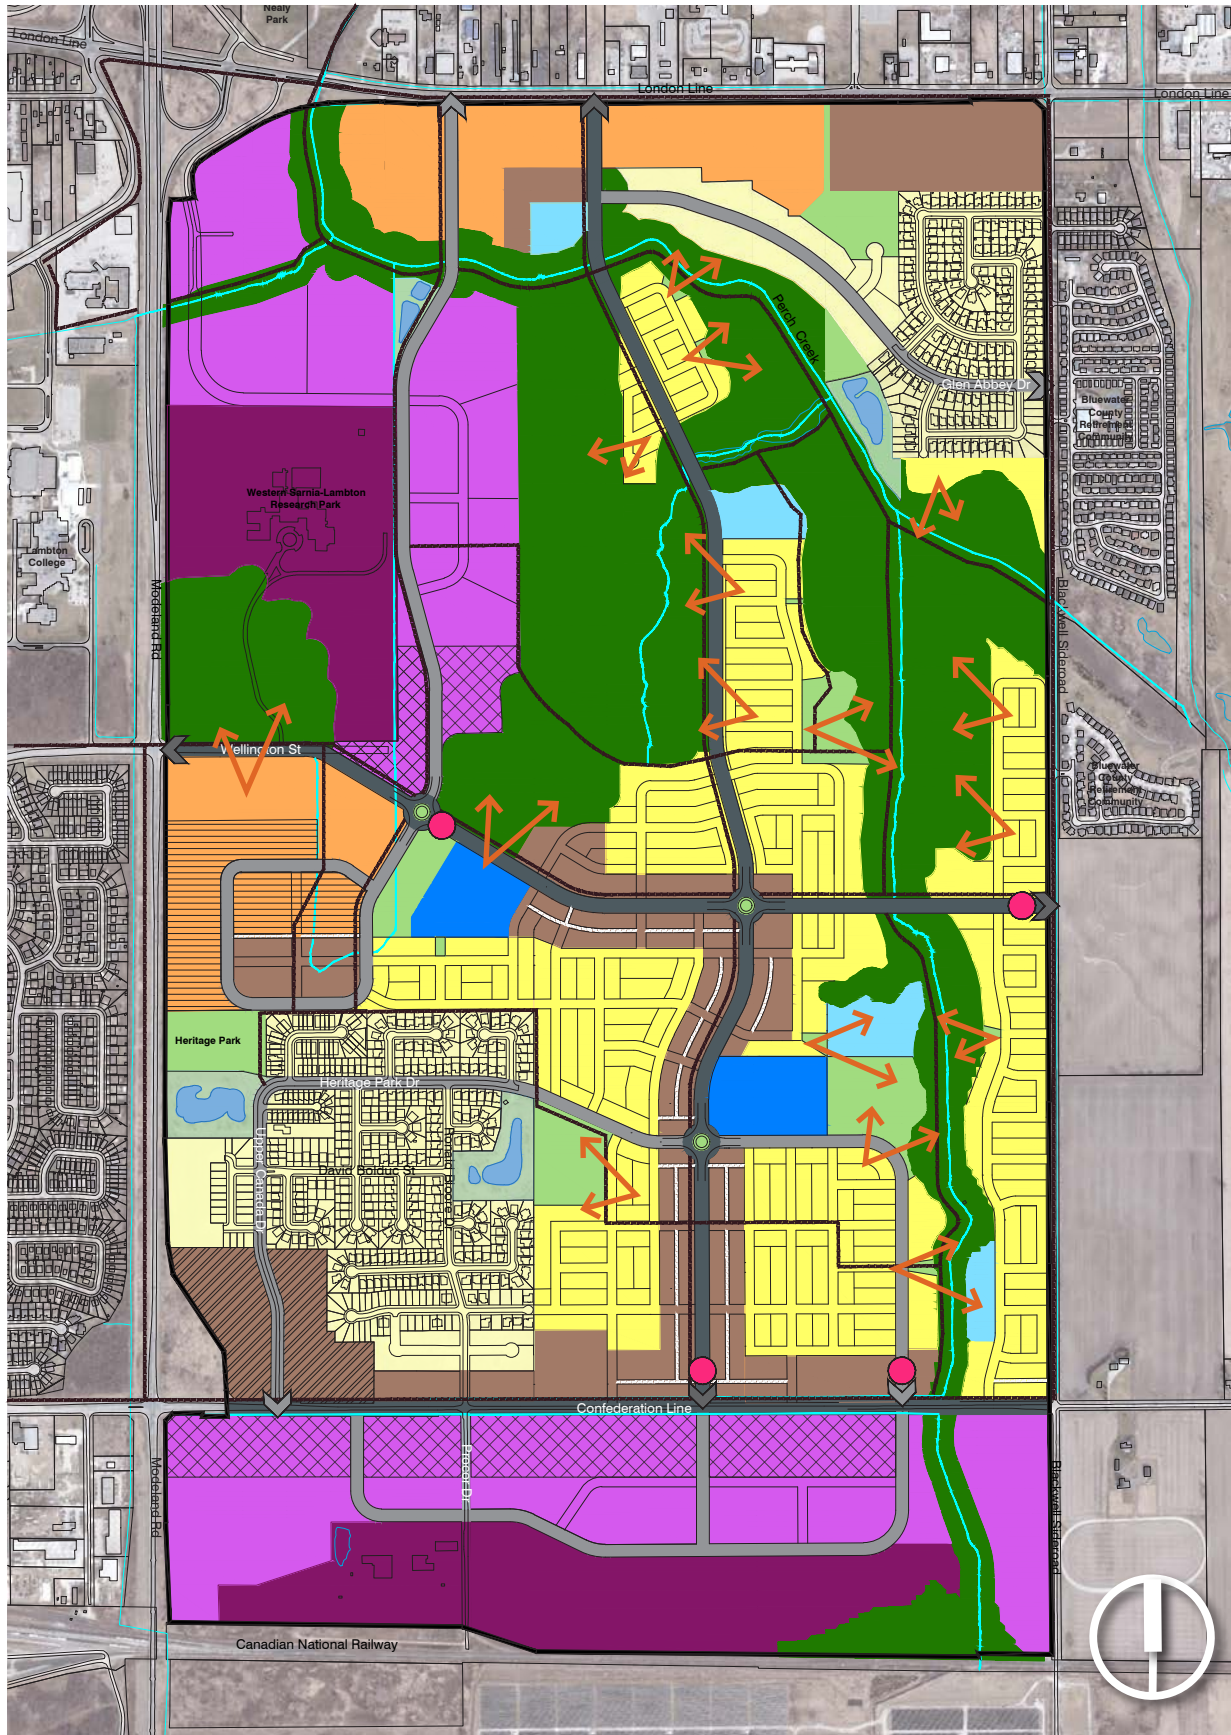 Nealy
Park
London Line
London Line
London Line
Perch Creek
Glen Abbey Dr
Bluewater
County
Retirement
Community
Western Sarnia-Lambton
Research Park
Lambton
College
Modeland Rd
Blackwell Sideroad
Wellington St
Bluewater
County
Retirement
Community
Heritage Park
Heritage Park Dr
Upper Canada Dr
David Bolduc St
Confederation Line
Procor Dr
Modeland Rd
Blackwell Sideroad
Canadian National Railway